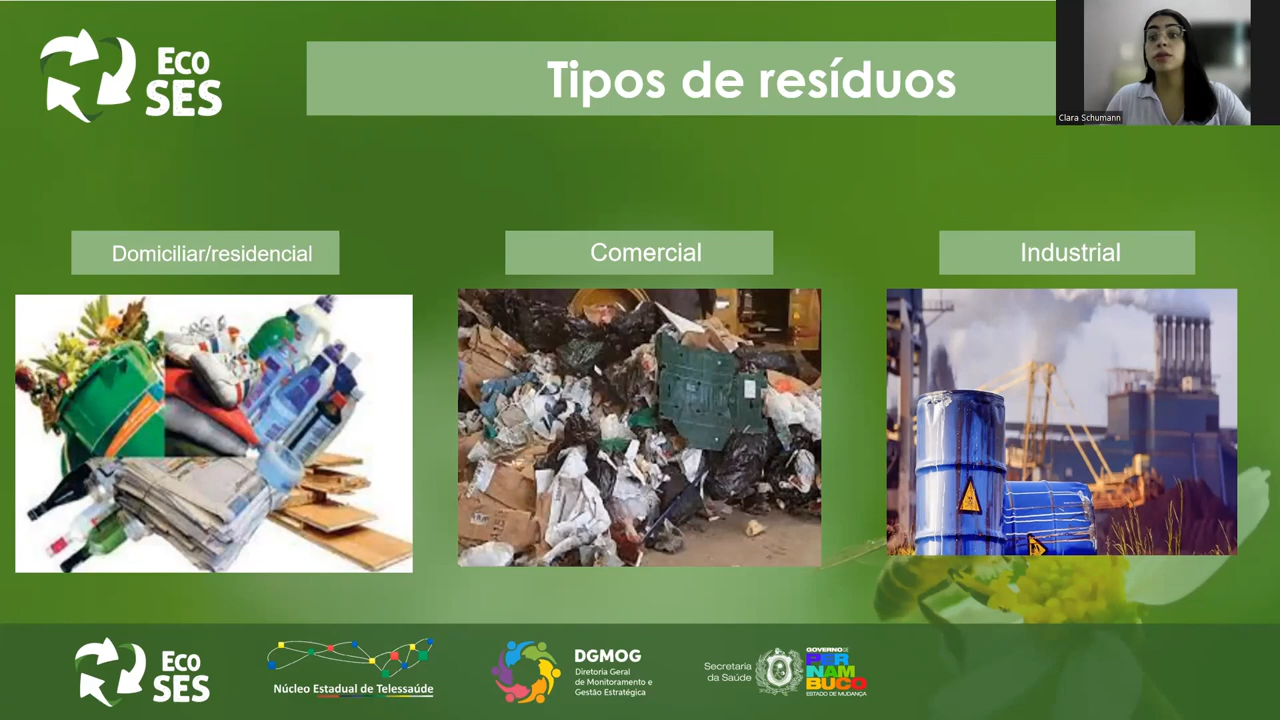 Eco
SES
Tipos de resíduos
Clara Schumann
Domiciliar/residencial
Comercial
Industrial
Eco
SES
Núcleo Estadual de Telessaúde
DGMOG
Diretoria Geral
de Monitoramento e
Gestão Estratégica
Secretaria
da Saúde
GOVERNO DE
PER
NAM
BUCO
ESTADO DE MUDANÇA